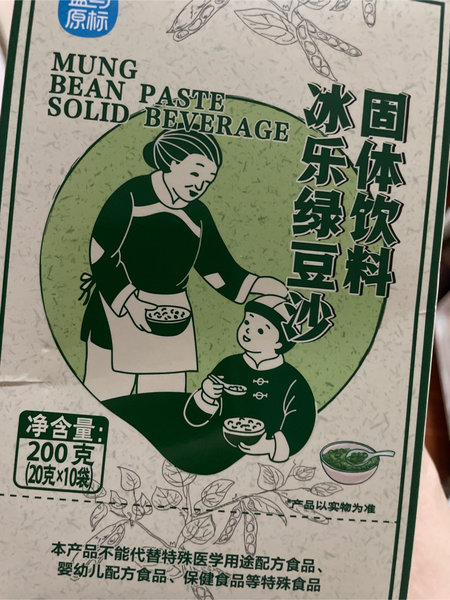 原标
MUNG
BEAN PASTE
SOLID BEVERAGE
固体饮料
冰乐绿豆沙
净含量:
200克
(20克×10袋)
*产品以实物为准
本产品不能代替特殊医学用途配方食品、
婴幼儿配方食品、保健食品等特殊食品